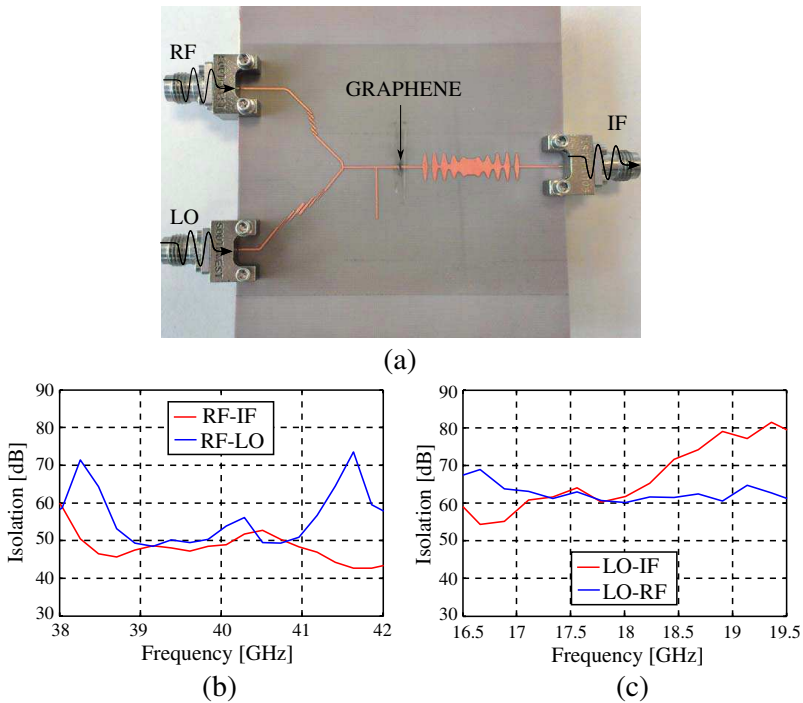 RF
GRAPHENE
IF
LO
(a)
90
80
70
60
50
40
30
Isolation [dB]
RF-IF
RF-LO
38
39
40
41
42
Frequency [GHz]
(b)
90
80
70
60
50
40
30
Isolation [dB]
LO-IF
LO-RF
16.5
17
17.5
18
18.5
19
19.5
Frequency [GHz]
(c)